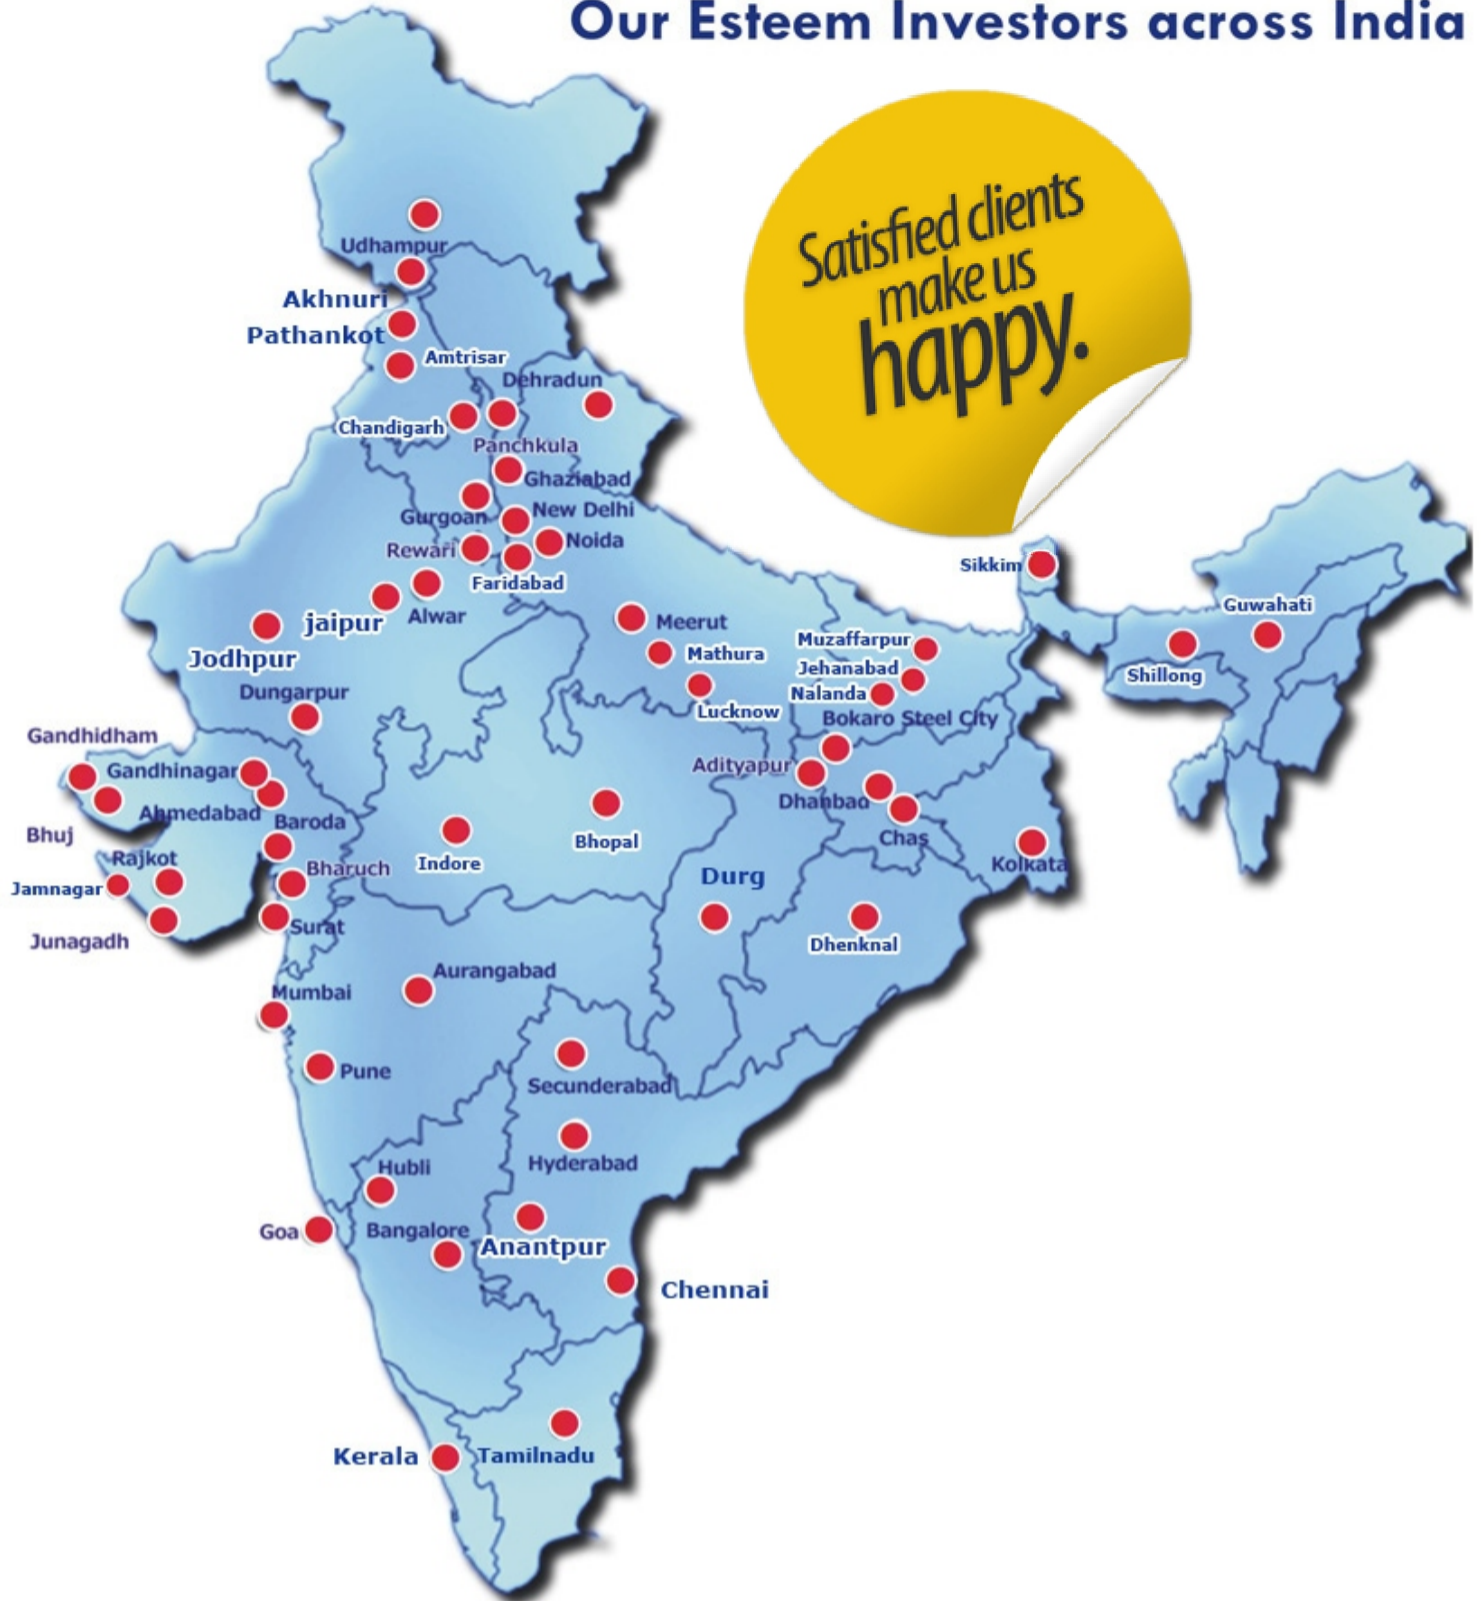 Our Esteem Investors across India
Satisfied clients
make us
happy.
Udhampur
Akhnuri
Pathankot
Amtrisar
Dehradun
Chandigarh
Panchkula
Ghaziabad
Gurgoan
New Delhi
Noida
Rewari
Faridabad
Sikkim
jaipur
Alwar
Guwahati
Meerut
Jodhpur
Mathura
Muzaffarpur
Jehanabad
Shillong
Dungarpur
Nalanda
Lucknow
Bokaro Steel City
Gandhidham
Gandhinagar
Adityapur
Ahmedabad
Baroda
Dhanbad
Bhuj
Bhopal
Chas
Rajkot
Indore
Kolkata
Jamnagar
Bharuch
Durg
Surat
Junagadh
Dhenknal
Aurangabad
Mumbai
Pune
Secunderabad
Hyderabad
Hubli
Goa
Bangalore
Anantpur
Chennai
Kerala
Tamilnadu